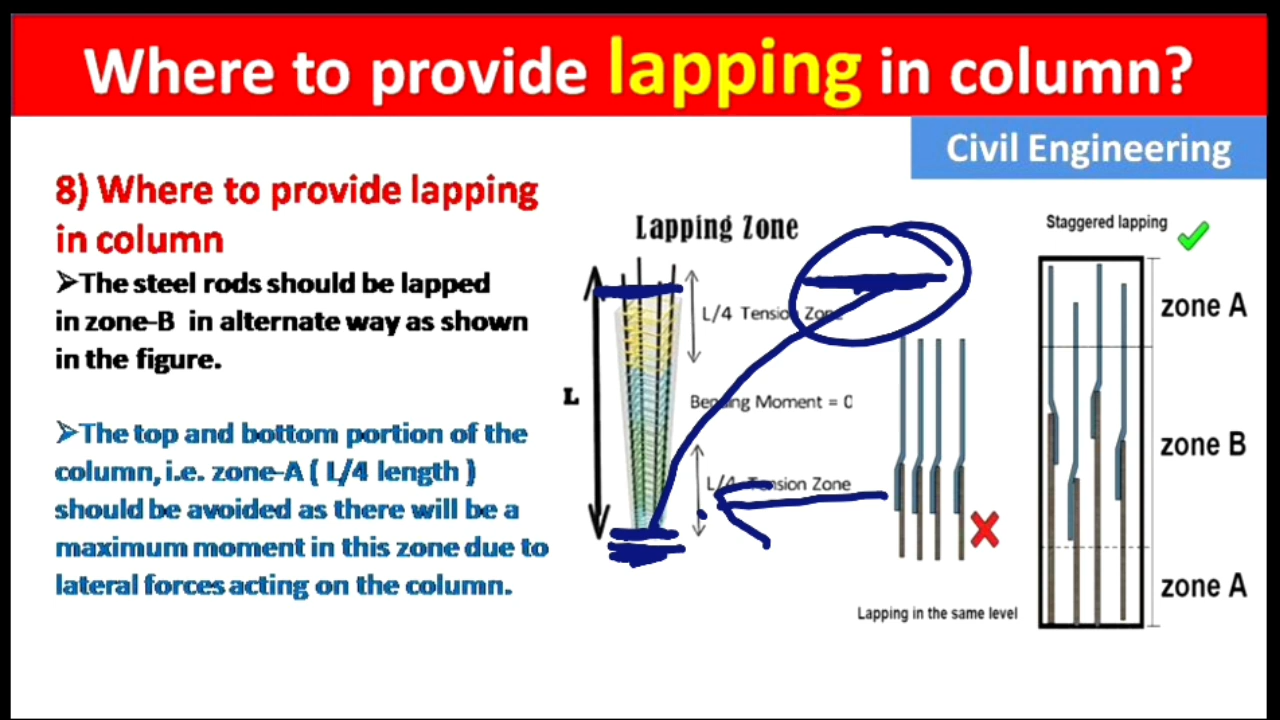 Where to provide lapping in column?
Civil Engineering
8) Where to provide lapping
in column
➢The steel rods should be lapped
in zone-B in alternate way as shown
in the figure.
➢The top and bottom portion of the
column, i.e. zone-A ( L/4 length )
should be avoided as there will be a
maximum moment in this zone due to
lateral forces acting on the column.
Lapping Zone
L/4 Tension Zone
L
Bending Moment = 0
L/4 Tension Zone
Lapping in the same level
Staggered lapping
zone A
zone B
zone A